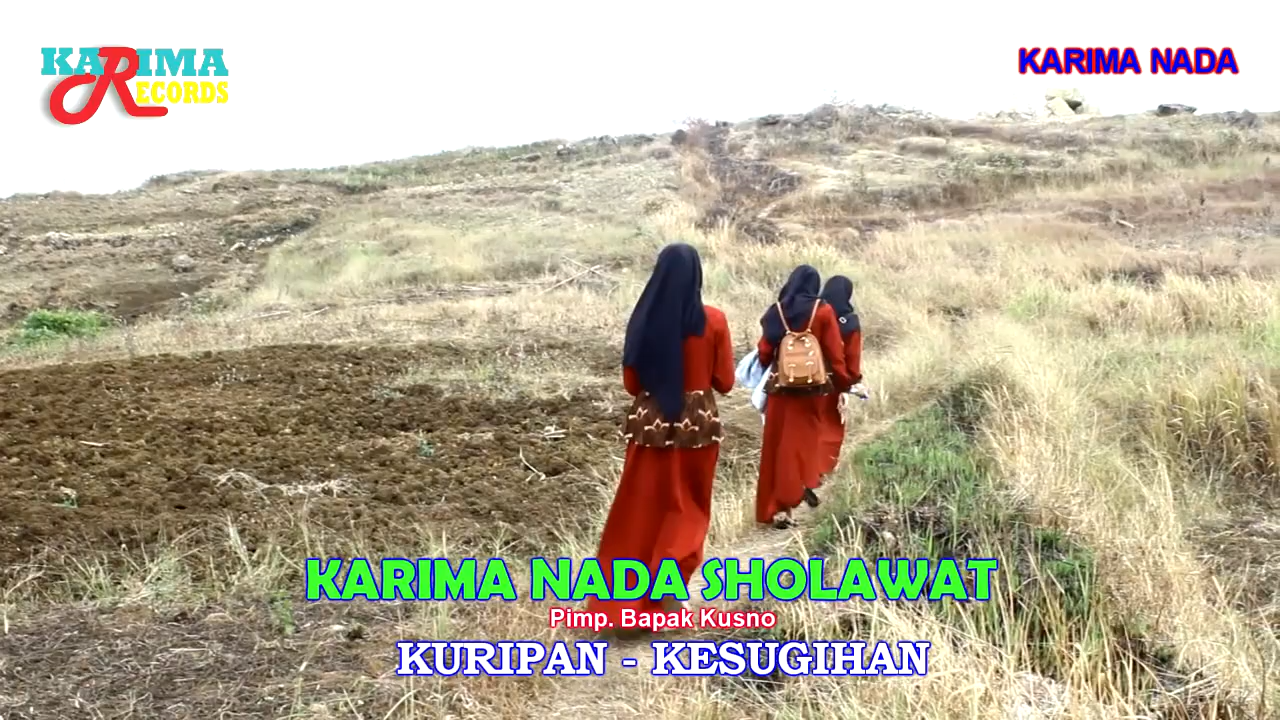 KARIMA
RECORDS
KARIMA NADA
KARIMA NADA SHOLAWAT
Pimp. Bapak Kusno
KURIPAN - KESUGIHAN